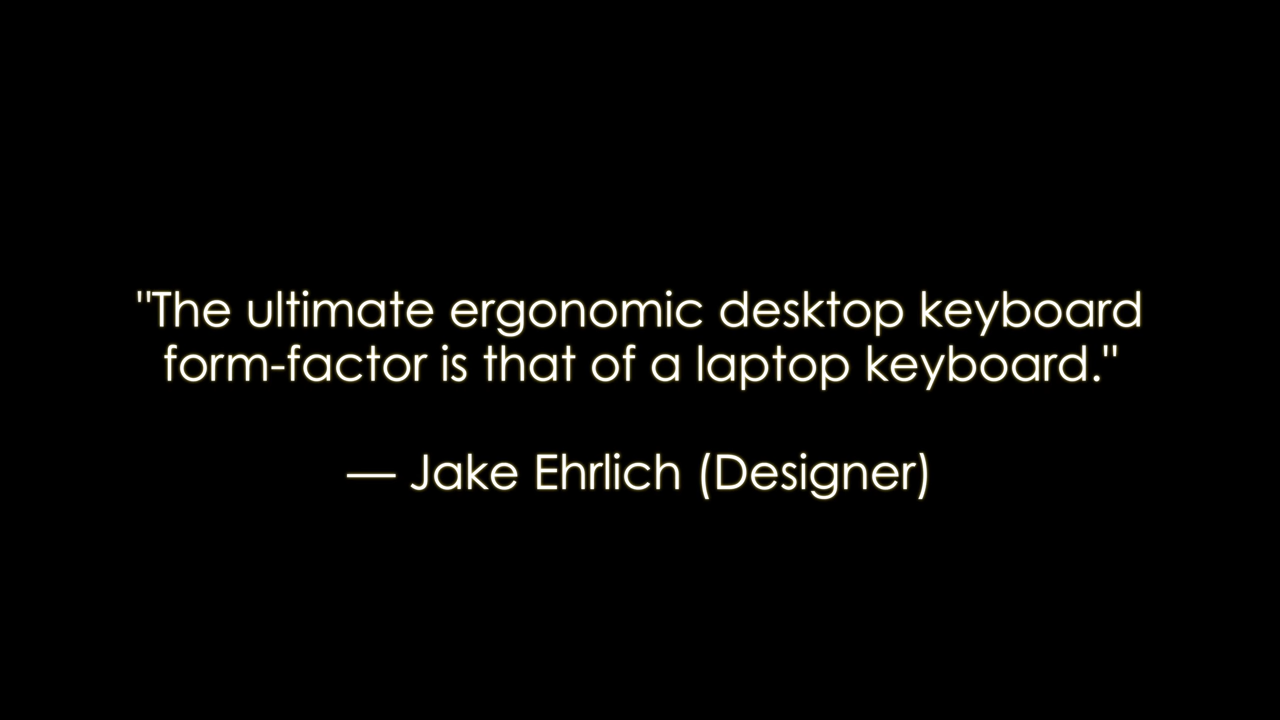 "The ultimate ergonomic desktop keyboard
form-factor is that of a laptop keyboard."
— Jake Ehrlich (Designer)